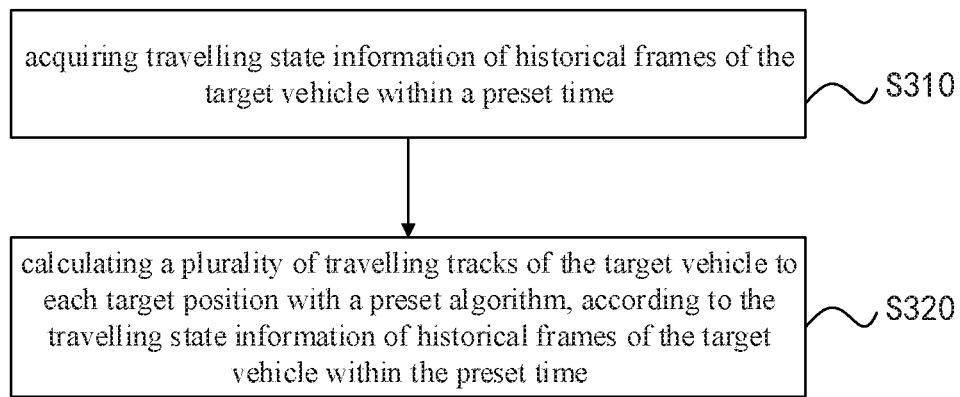 acquiring travelling state information of historical frames of the
target vehicle within a preset time
S310
calculating a plurality of travelling tracks of the target vehicle to
each target position with a preset algorithm, according to the
travelling state information of historical frames of the target
vehicle within the preset time
S320